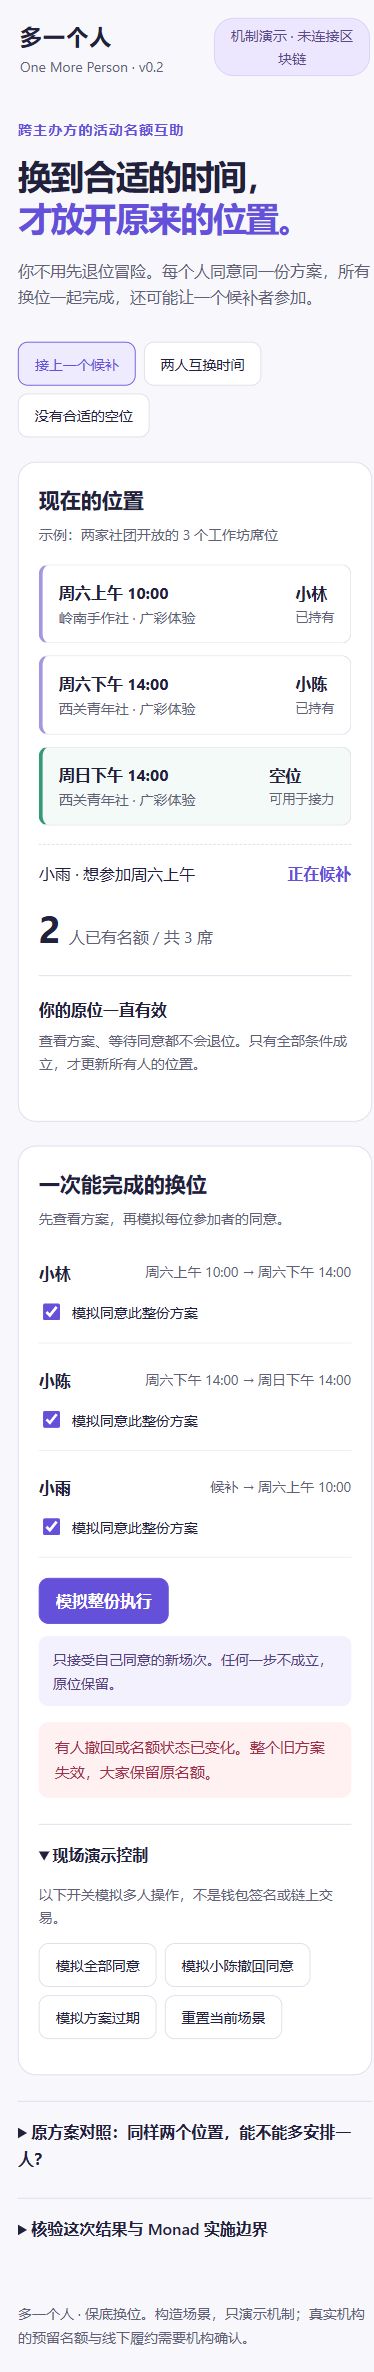 多一个人
One More Person · v0.2
机制演示 · 未连接区
块链
跨主办方的活动名额互助
换到合适的时间，
才放开原来的位置。
你不用先退位冒险。每个人同意同一份方案，所有
换位一起完成，还可能让一个候补者参加。
接上一个候补
两人互换时间
没有合适的空位
现在的位置
示例：两家社团开放的 3 个工作坊席位
周六上午 10:00
小林
岭南手作社 · 广彩体验
已持有
周六下午 14:00
小陈
西关青年社 · 广彩体验
已持有
周日下午 14:00
空位
西关青年社 · 广彩体验
可用于接力
小雨 · 想参加周六上午
正在候补
2 人已有名额 / 共 3 席
你的原位一直有效
查看方案、等待同意都不会退位。只有全部条件成
立，才更新所有人的位置。
一次能完成的换位
先查看方案，再模拟每位参加者的同意。
小林
周六上午 10:00 → 周六下午 14:00
模拟同意此整份方案
小陈
周六下午 14:00 → 周日下午 14:00
模拟同意此整份方案
小雨
候补 → 周六上午 10:00
模拟同意此整份方案
模拟整份执行
只接受自己同意的新场次。任何一步不成立，
原位保留。
有人撤回或名额状态已变化。整个旧方案
失效，大家保留原名额。
▼现场演示控制
以下开关模拟多人操作，不是钱包签名或链上交
易。
模拟全部同意
模拟小陈撤回同意
模拟方案过期
重置当前场景
▶原方案对照：同样两个位置，能不能多安排一
人？
▶核验这次结果与 Monad 实施边界
多一个人 · 保底换位。构造场景，只演示机制；真实机构
的预留名额与线下履约需要机构确认。